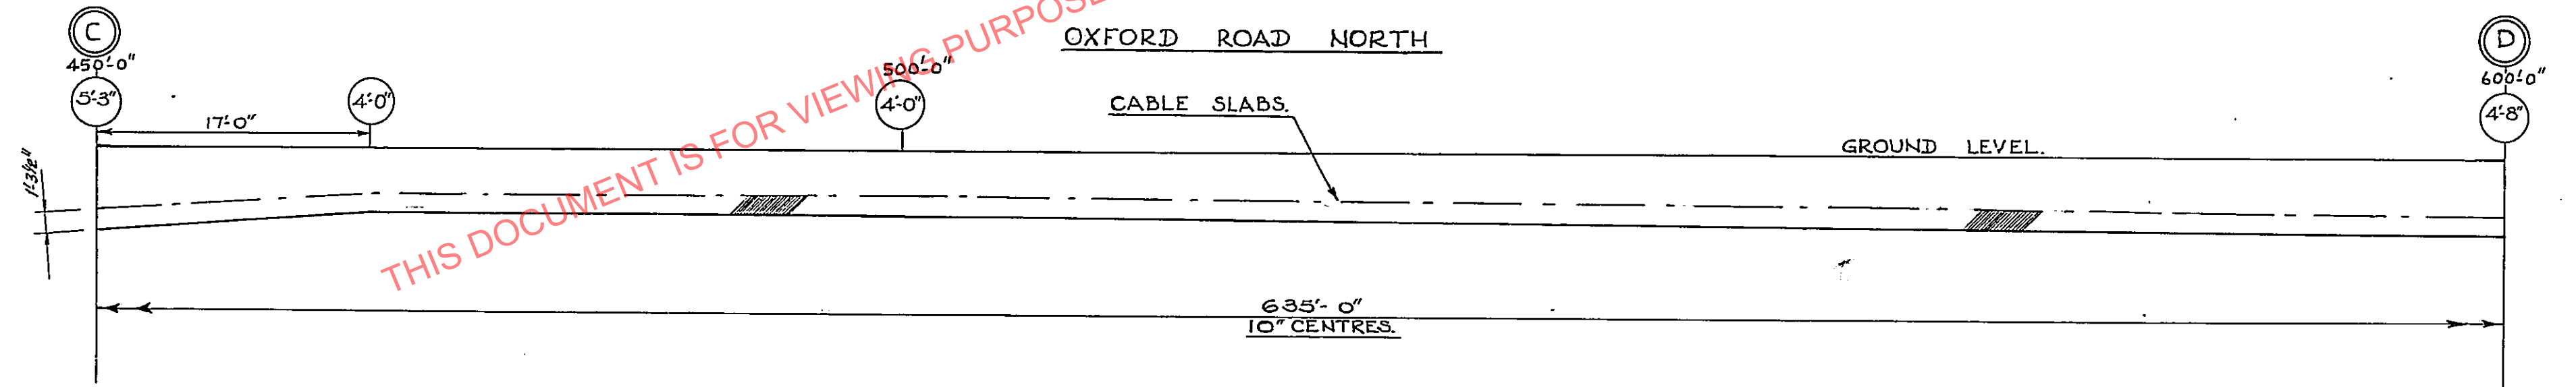 C
450'-0"
5'-3"
17'-0"
4'-0"
500'-0"
4'-0"
OXFORD ROAD NORTH
CABLE SLABS.
GROUND LEVEL.
D
600'-0"
4'-8"
1'-3½"
635'-0"
10" CENTRES.
THIS DOCUMENT IS FOR VIEWING PURPOSE